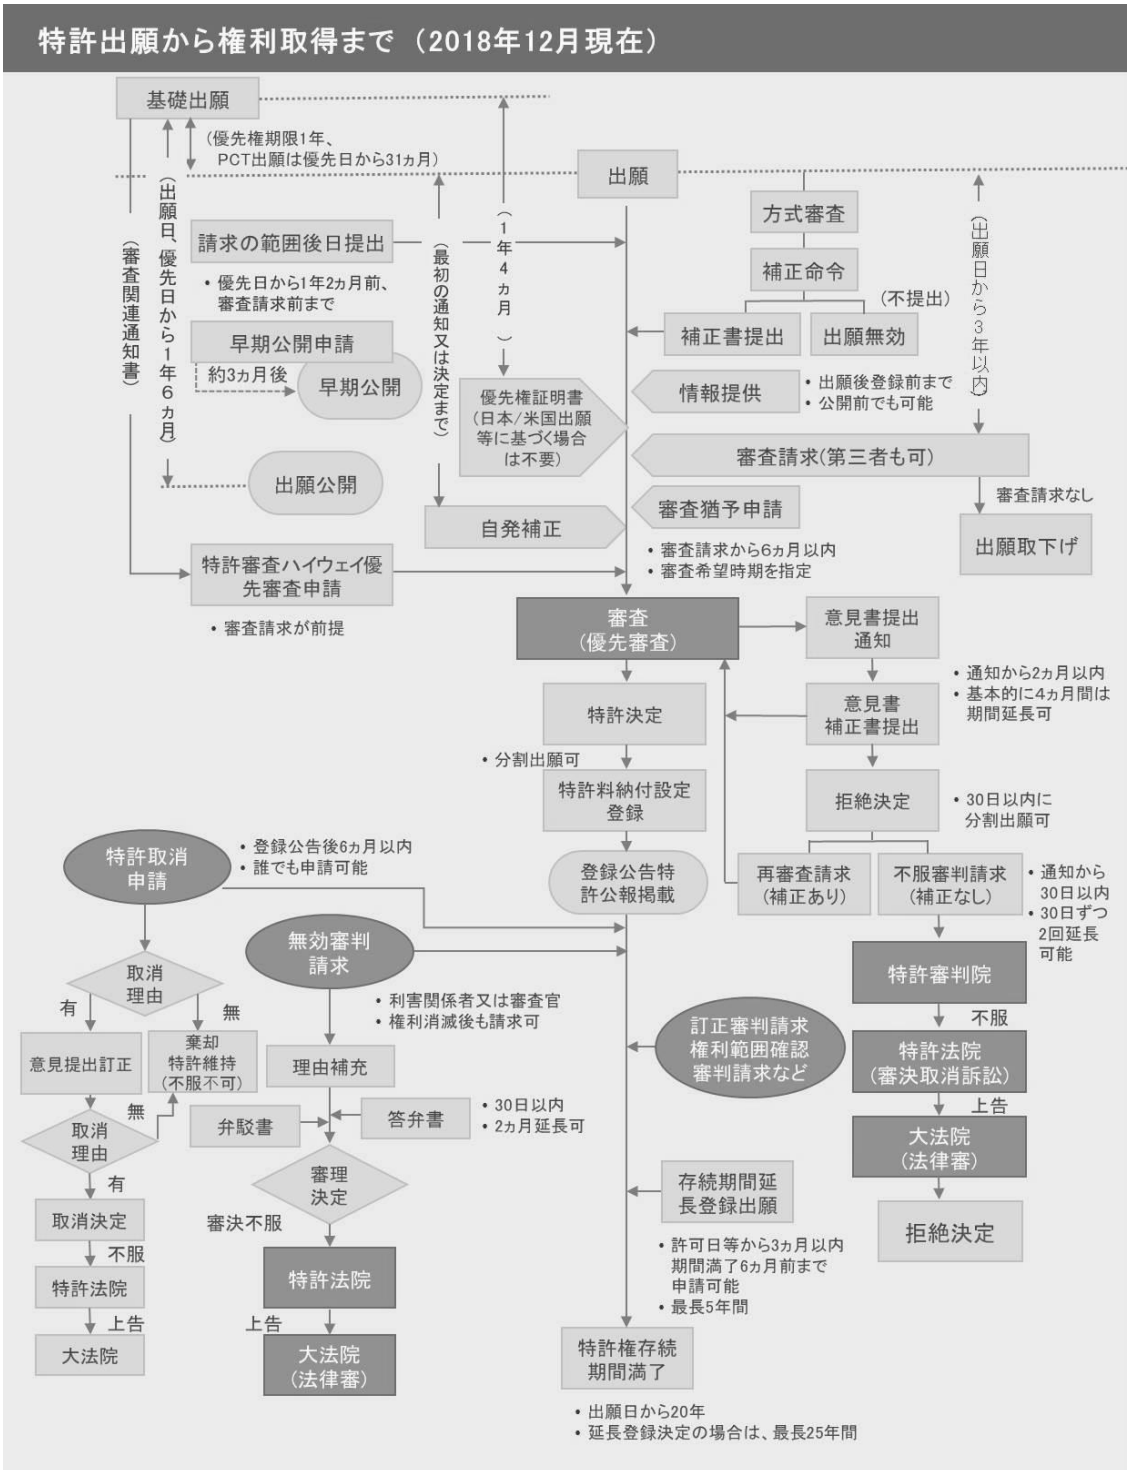 特許出願から権利取得まで（2018年12月現在）
基礎出願
（優先権期限1年、
PCT出願は優先日から31ヵ月）
出願
（審査関連通知書）
（出願日、優先日から1年6ヵ月）
請求の範囲後日提出
・優先日から1年2ヵ月前、
審査請求前まで
早期公開申請
約3ヵ月後
早期公開
出願公開
（最初の通知又は決定まで）
（1年4ヵ月）
優先権証明書
（日本/米国出願
等に基づく場合
は不要）
自発補正
特許審査ハイウェイ優
先審査申請
・審査請求が前提
方式審査
補正命令
（不提出）
補正書提出
出願無効
情報提供
・出願後登録前まで
・公開前でも可能
（出願日から3年以内）
審査請求（第三者も可）
審査請求なし
出願取下げ
審査猶予申請
・審査請求から6ヵ月以内
・審査希望時期を指定
審査
（優先審査）
意見書提出
通知
・通知から2ヵ月以内
・基本的に4ヵ月間は
期間延長可
意見書
補正書提出
特許決定
・分割出願可
特許料納付設定
登録
登録公告特
許公報掲載
拒絶決定
・30日以内に
分割出願可
再審査請求
（補正あり）
不服審判請求
（補正なし）
・通知から
30日以内
・30日ずつ
2回延長
可能
特許審判院
不服
特許法院
（審決取消訴訟）
上告
大法院
（法律審）
拒絶決定
特許取消
申請
・登録公告後6ヵ月以内
・誰でも申請可能
取消
理由
有
無
意見提出訂正
棄却
特許維持
（不服不可）
無
取消
理由
有
取消決定
不服
特許法院
上告
大法院
無効審判
請求
・利害関係者又は審査官
・権利消滅後も請求可
理由補充
弁駁書
答弁書
・30日以内
・2ヵ月延長可
審理
決定
審決不服
特許法院
上告
大法院
（法律審）
訂正審判請求
権利範囲確認
審判請求など
存続期間延
長登録出願
・許可日等から3ヵ月以内
期間満了6ヵ月前まで
申請可能
・最長5年間
特許権存続
期間満了
・出願日から20年
・延長登録決定の場合は、最長25年間